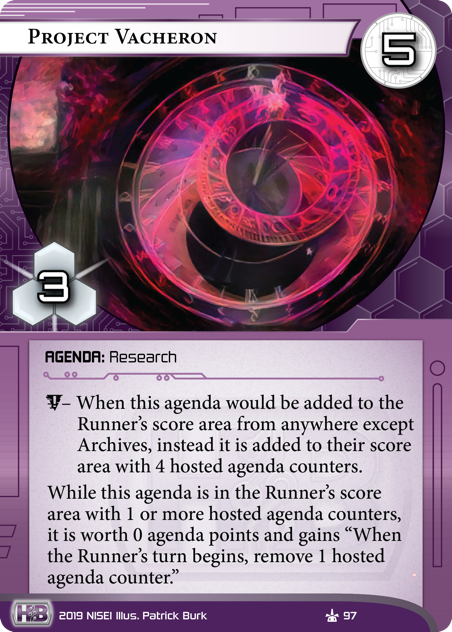 Project Vacheron
5
3
AGENDA: Research
– When this agenda would be added to the
Runner's score area from anywhere except
Archives, instead it is added to their score
area with 4 hosted agenda counters.
While this agenda is in the Runner's score
area with 1 or more hosted agenda counters,
it is worth 0 agenda points and gains “When
the Runner's turn begins, remove 1 hosted
agenda counter.”
HB 2019 NISEI Illus. Patrick Burk 97